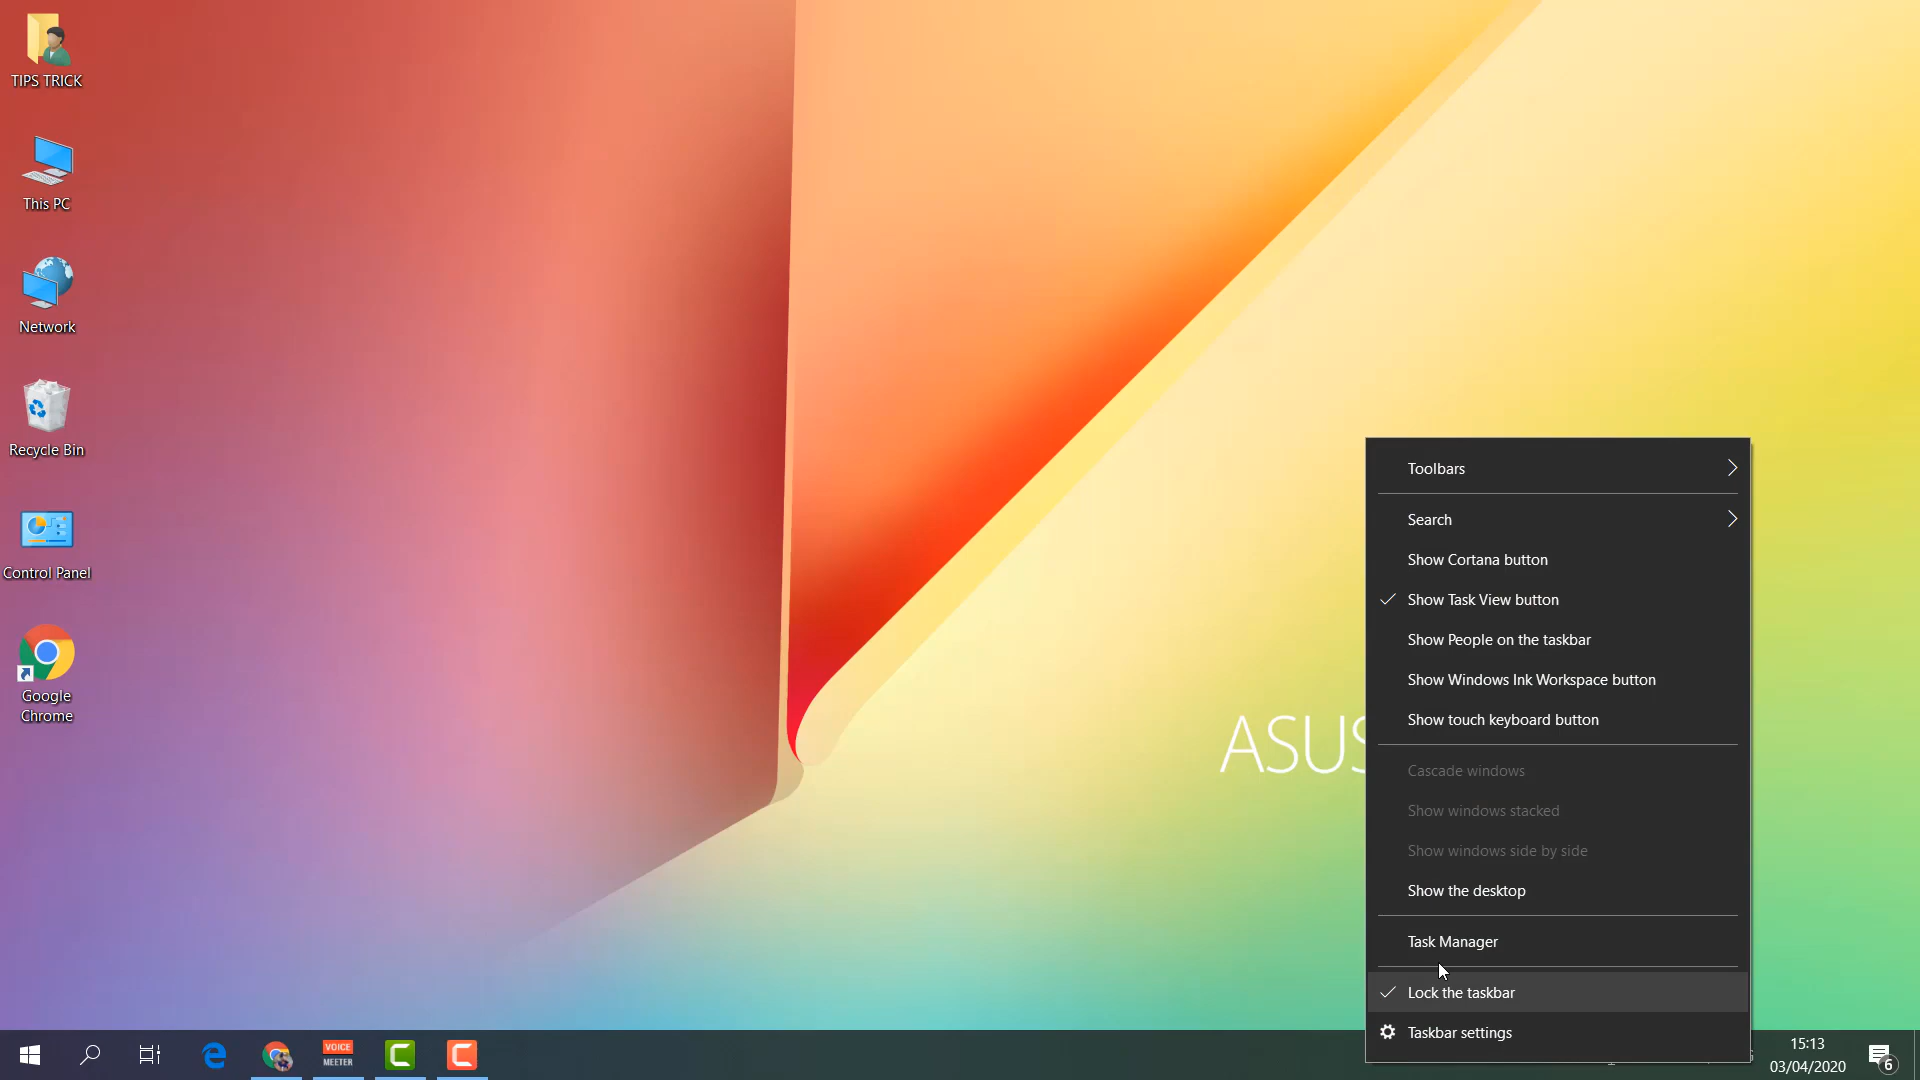 TIPS TRICK
This PC
Network
Recycle Bin
Control Panel
Google
Chrome
ASUS
Toolbars
Search
Show Cortana button
Show Task View button
Show People on the taskbar
Show Windows Ink Workspace button
Show touch keyboard button
Cascade windows
Show windows stacked
Show windows side by side
Show the desktop
Task Manager
Lock the taskbar
Taskbar settings
VOICE
MEETER
15:13
03/04/2020
6